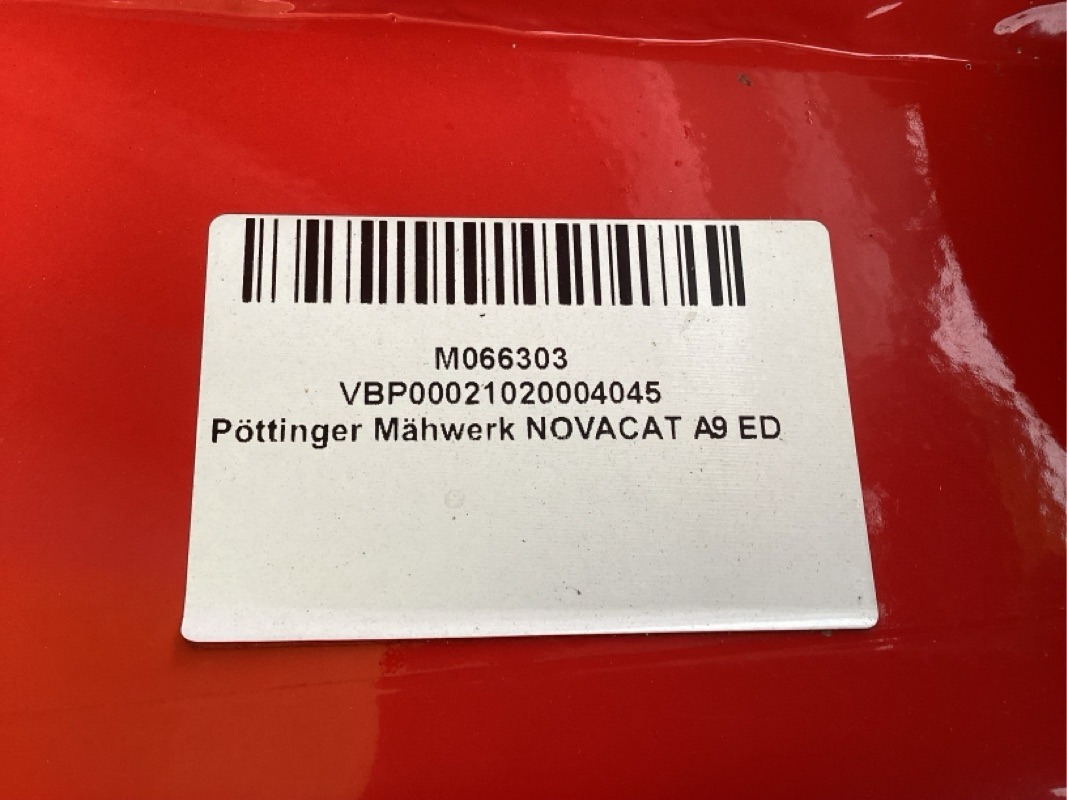 M066303
VBP00021020004045
Pöttinger Mähwerk NOVACAT A9 ED